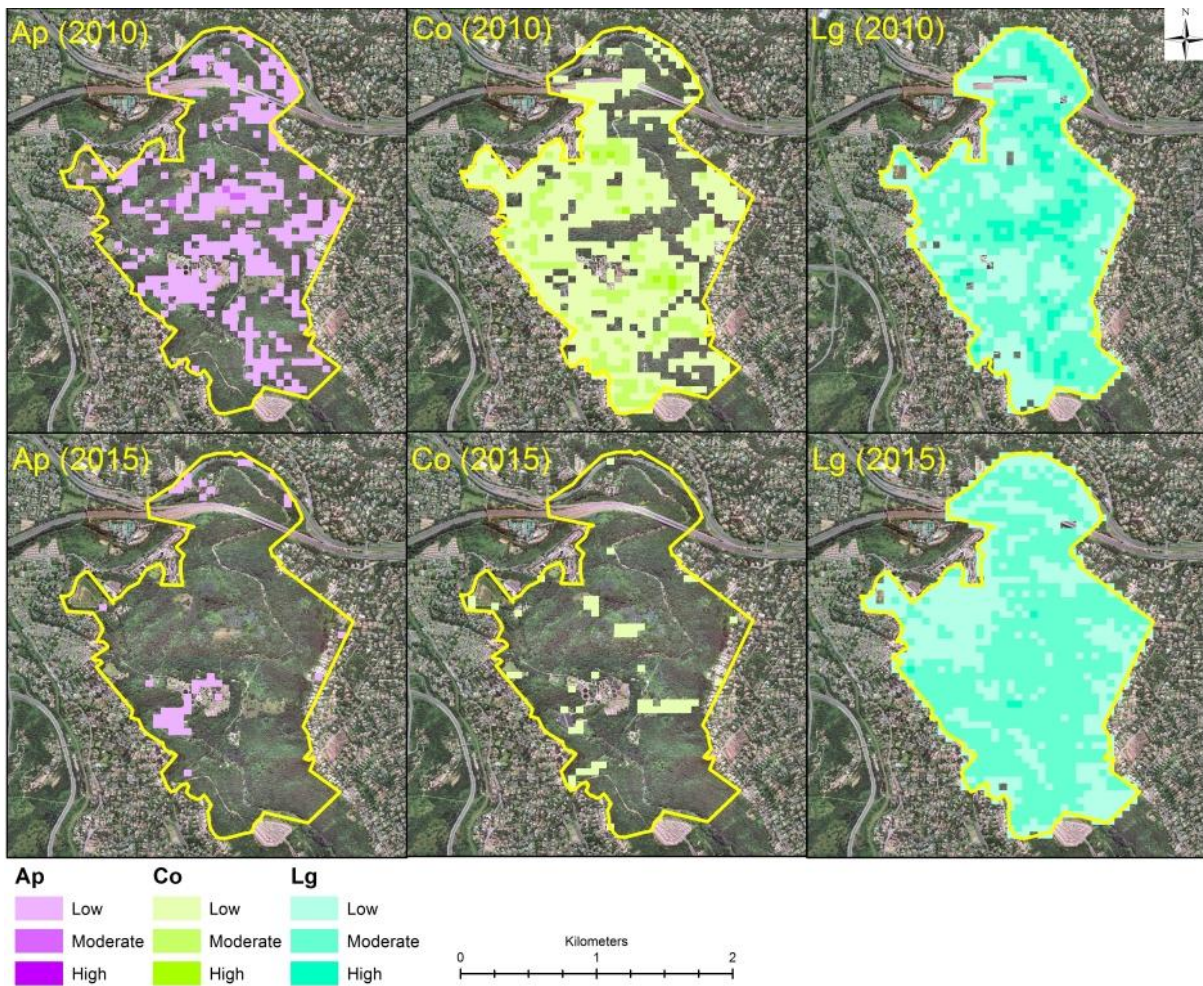 N
Ap (2010)
Co (2010)
Lg (2010)
Ap (2015)
Co (2015)
Lg (2015)
Ap Co Lg
Low Low Low
Moderate Moderate Moderate
High High High
Kilometers
0 1 2